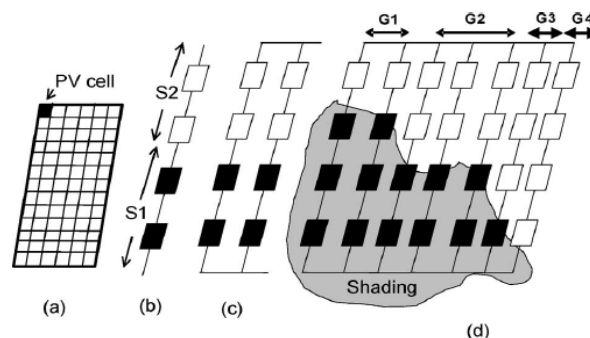 G1 G2 G3 G4
PV cell
S2
S1
Shading
(a) (b) (c) (d)